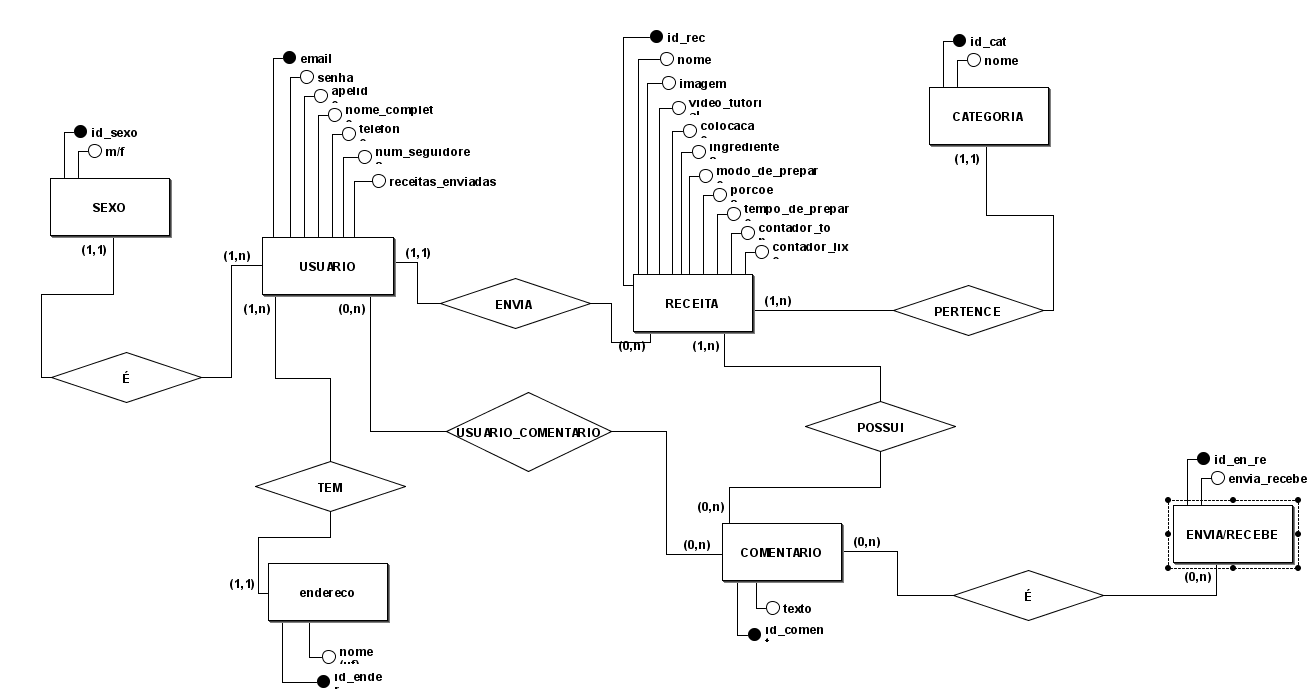 id_rec
nome
imagem
video_tutori
colocaca
ingrediente
modo_de_prepar
porcoe
tempo_de_prepar
contador_to
contador_lix
id_cat
nome
CATEGORIA
(1,1)
email
senha
apelid
nome_complet
telefon
num_seguidore
receitas_enviadas
id_sexo
m/f
SEXO
(1,1)
(1,n)
USUARIO
(1,1)
(1,n)
(0,n)
ENVIA
RECEITA
(1,n)
(0,n)
(1,n)
PERTENCE
É
USUARIO_COMENTARIO
POSSUI
TEM
id_en_re
envia_recebe
ENVIA/RECEBE
(0,n)
(0,n)
(0,n)
COMENTARIO
(0,n)
É
texto
id_comen
(1,1)
endereco
nome
(uf)
id_ende